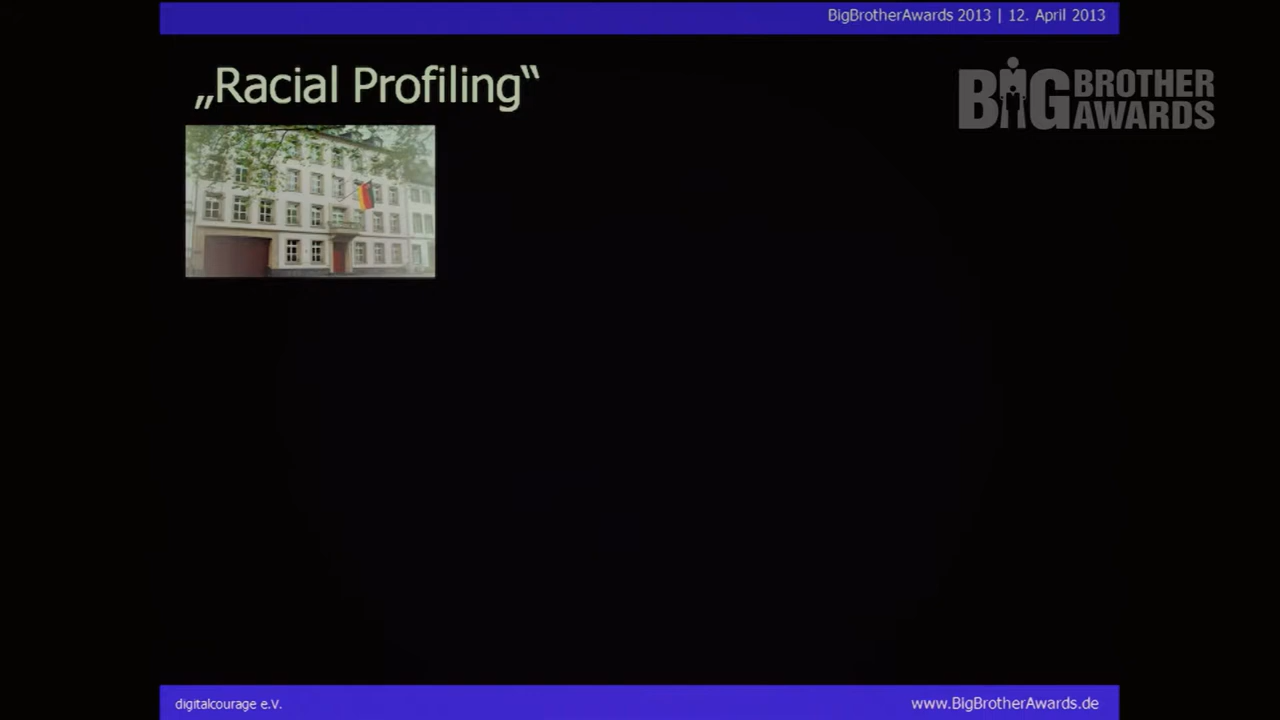 BigBrotherAwards 2013 | 12. April 2013
„Racial Profiling“
BIG BROTHER
AWARDS
digitalcourage e.V.
www.BigBrotherAwards.de